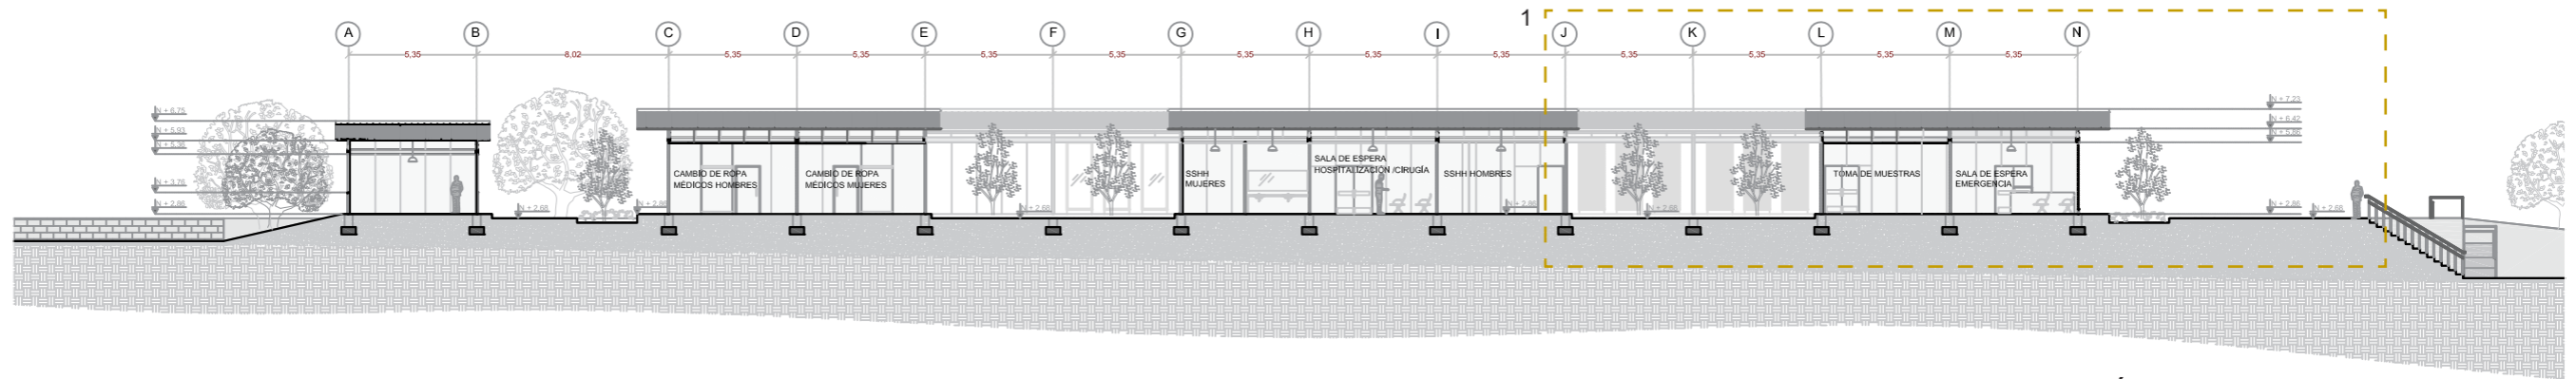 1
A B C D E F G H I J K L M N
5,35 8,02 5,35 5,35 5,35 5,35 5,35 5,35 5,35 5,35 5,35 5,35 5,35
N + 6,75
N + 5,93
N + 5,36
N + 3,76
N + 2,86
N + 2,68
N + 2,86
CAMBIO DE ROPA
MÉDICOS HOMBRES
CAMBIO DE ROPA
MÉDICOS MUJERES
N + 2,68
SSHH
MUJERES
SALA DE ESPERA
HOSPITALIZACIÓN /CIRUGÍA
SSHH HOMBRES
N + 2,86
N + 2,68
TOMA DE MUESTRAS
SALA DE ESPERA
EMERGENCIA
N + 7,23
N + 6,42
N + 5,86
N + 2,86
N + 2,68